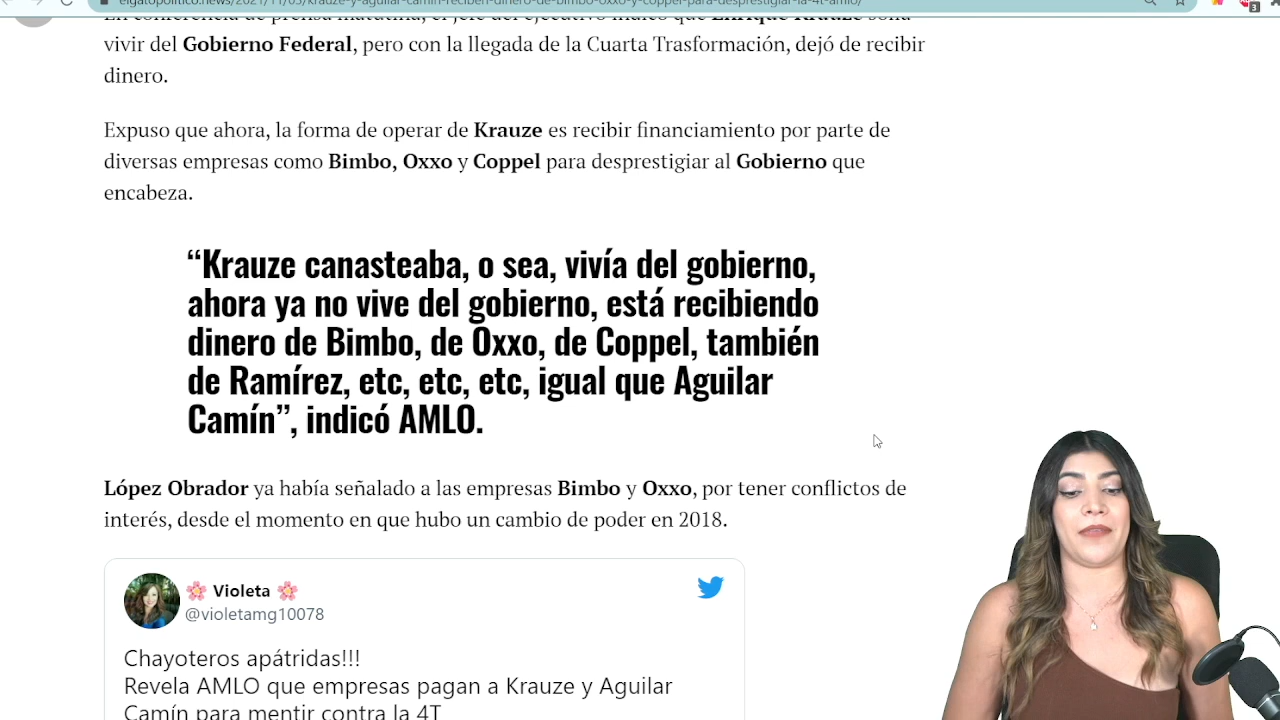 elgatopolitico.news/2021/11/03/krauze-y-aguilar-camin-reciben-dinero-de-bimbo-oxxo-y-coppel-para-desprestigiar-la-4t-amlo/
3
En conferencia de prensa matutina, el jefe del ejecutivo indicó que Enrique Krauze solía
vivir del Gobierno Federal, pero con la llegada de la Cuarta Trasformación, dejó de recibir
dinero.
Expuso que ahora, la forma de operar de Krauze es recibir financiamiento por parte de
diversas empresas como Bimbo, Oxxo y Coppel para desprestigiar al Gobierno que
encabeza.
“Krauze canasteaba, o sea, vivía del gobierno,
ahora ya no vive del gobierno, está recibiendo
dinero de Bimbo, de Oxxo, de Coppel, también
de Ramírez, etc, etc, etc, igual que Aguilar
Camín”, indicó AMLO.
López Obrador ya había señalado a las empresas Bimbo y Oxxo, por tener conflictos de
interés, desde el momento en que hubo un cambio de poder en 2018.
Violeta
@violetamg10078
Chayoteros apátridas!!!
Revela AMLO que empresas pagan a Krauze y Aguilar
Camín para mentir contra la 4T